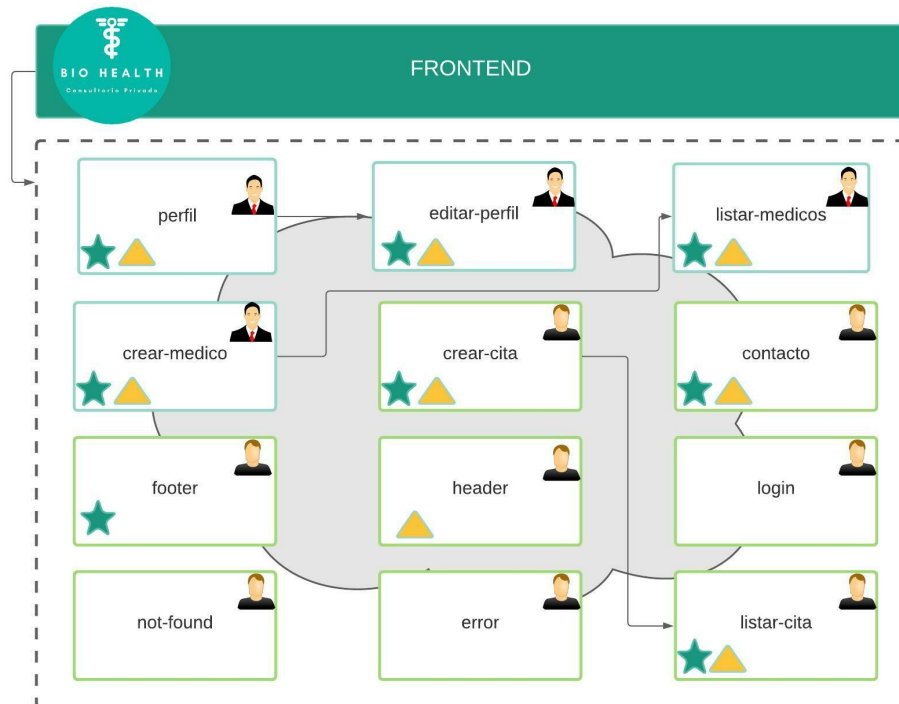 BIO HEALTH
Consultorio Privado
FRONTEND
perfil
editar-perfil
listar-medicos
crear-medico
crear-cita
contacto
footer
header
login
not-found
error
listar-cita